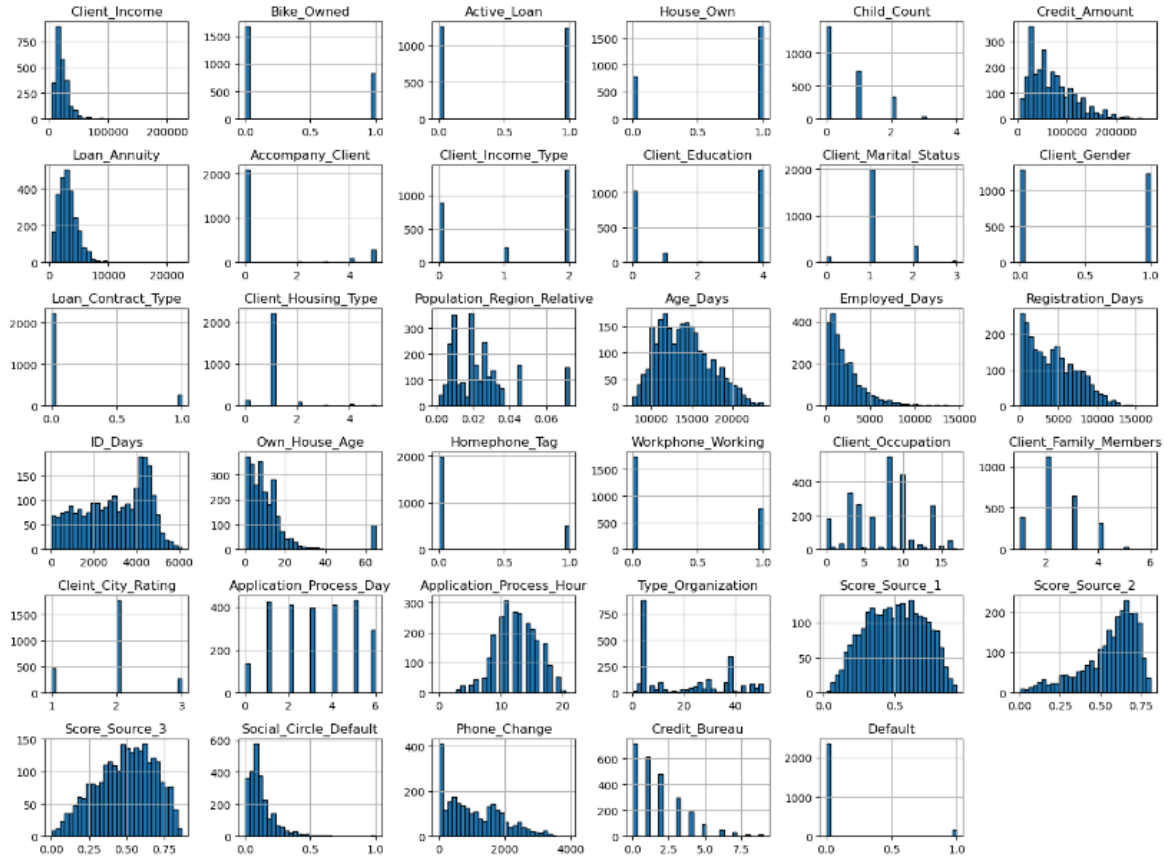 Client_Income Bike_Owned Active_Loan House_Own Child_Count Credit_Amount
750 500 250 0
0 100000 200000
1500 1000 500 0
0.0 0.5 1.0
1000 500 0
0.0 0.5 1.0
1500 1000 500 0
0.0 0.5 1.0
1000 500 0
0 2 4
300 200 100 0
0 100000 200000
Loan_Annuity Accompany_Client Client_Income_Type Client_Education Client_Marital_Status Client_Gender
400 200 0
0 10000 20000
2000 1000 0
0 2 4
1000 500 0
0 1 2
1000 500 0
0 2 4
2000 1000 0
0 1 2 3
1000 500 0
0.0 0.5 1.0
Loan_Contract_Type Client_Housing_Type Population_Region_Relative Age_Days Employed_Days Registration_Days
2000 1000 0
0.0 0.5 1.0
2000 1000 0
0 2 4
300 200 100 0
0.00 0.02 0.04 0.06
150 100 50 0
10000 15000 20000
400 200 0
0 5000 10000 15000
200 100 0
0 5000 10000 15000
ID_Days Own_House_Age Homephone_Tag Workphone_Working Client_Occupation Client_Family_Members
150 100 50 0
0 2000 4000 6000
300 200 100 0
0 20 40 60
2000 1000 0
0.0 0.5 1.0
1500 1000 500 0
0.0 0.5 1.0
400 200 0
0 5 10 15
1000 500 0
2 4 6
Cleint_City_Rating Application_Process_Day Application_Process_Hour Type_Organization Score_Source_1 Score_Source_2
1500 1000 500 0
1 2 3
400 200 0
0 2 4 6
300 200 100 0
0 5 10 15 20
750 500 250 0
0 20 40
100 50 0
0.0 0.5 1.0
200 100 0
0.00 0.25 0.50 0.75
Score_Source_3 Social_Circle_Default Phone_Change Credit_Bureau Default
150 100 50 0
0.00 0.25 0.50 0.75
600 400 200 0
0.0 0.5 1.0
400 200 0
0 2000 4000
600 400 200 0
0.0 2.5 5.0 7.5
2000 1000 0
0.0 0.5 1.0